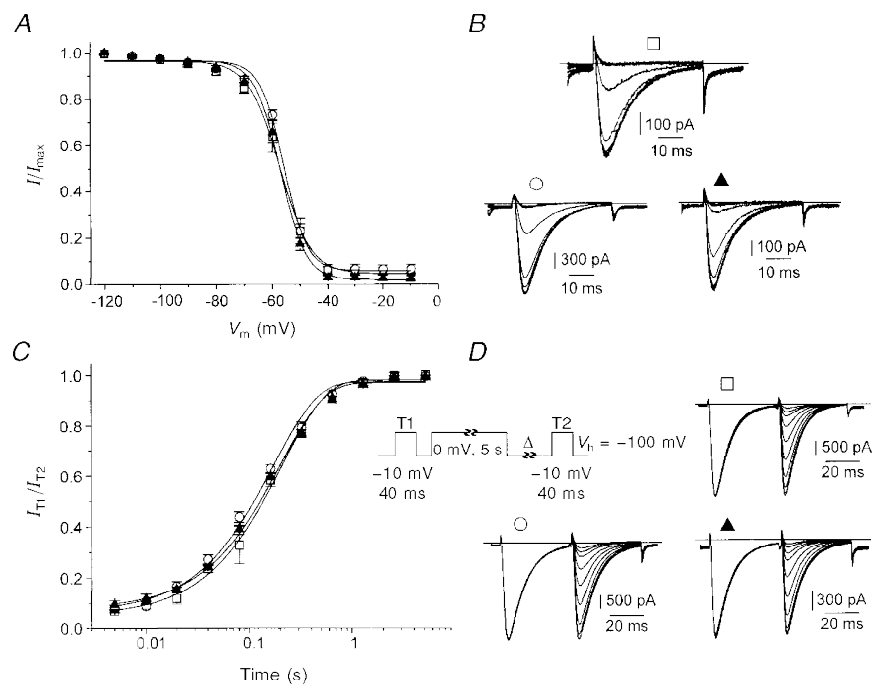 A
I/Imax
1.0
0.8
0.6
0.4
0.2
0.0
-120 -100 -80 -60 -40 -20 0
Vm (mV)
B
100 pA
10 ms
300 pA
10 ms
100 pA
10 ms
C
IT1/IT2
1.0
0.8
0.6
0.4
0.2
0.0
0.01 0.1 1
Time (s)
T1 T2
0 mV, 5 s Δ Vh = −100 mV
−10 mV −10 mV
40 ms 40 ms
D
500 pA
20 ms
500 pA
20 ms
300 pA
20 ms